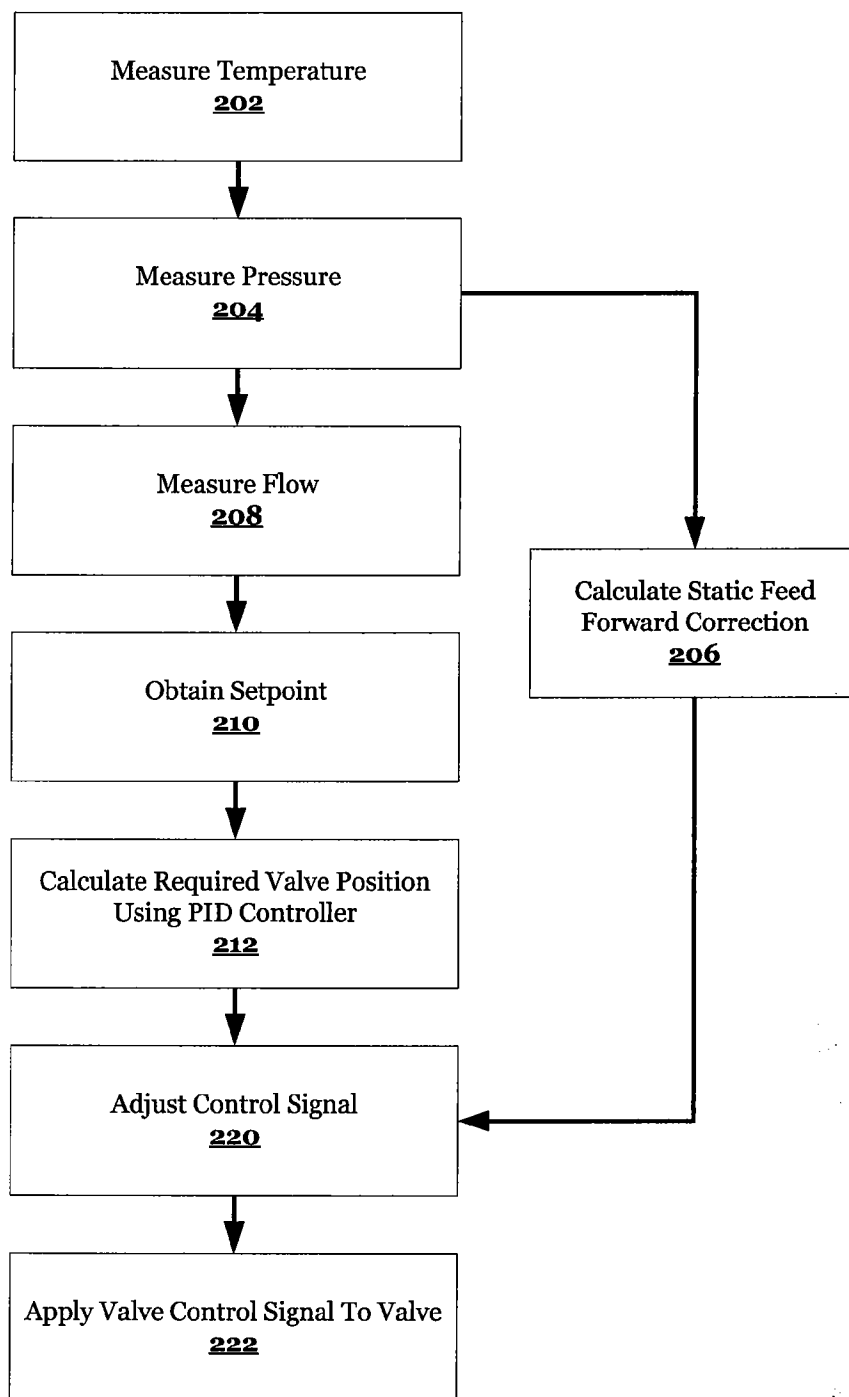 Measure Temperature
202
Measure Pressure
204
Measure Flow
208
Calculate Static Feed
Forward Correction
206
Obtain Setpoint
210
Calculate Required Valve Position
Using PID Controller
212
Adjust Control Signal
220
Apply Valve Control Signal To Valve
222